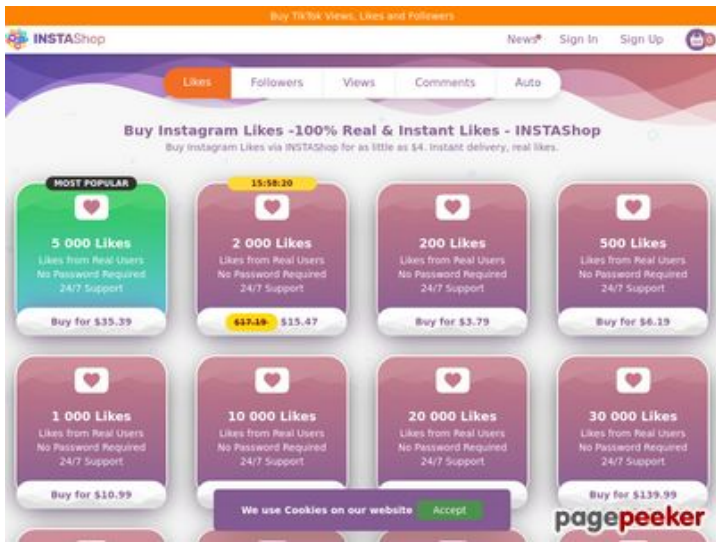 Buy TikTok Views, Likes and Followers
INSTAShop
News Sign In Sign Up 0
Likes Followers Views Comments Auto
Buy Instagram Likes -100% Real & Instant Likes - INSTAShop
Buy Instagram Likes via INSTAShop for as little as $4. Instant delivery, real likes.
MOST POPULAR
5 000 Likes
Likes from Real Users
No Password Required
24/7 Support
Buy for $35.39
15:58:20
2 000 Likes
Likes from Real Users
No Password Required
24/7 Support
$17.19 $15.47
200 Likes
Likes from Real Users
No Password Required
24/7 Support
Buy for $3.79
500 Likes
Likes from Real Users
No Password Required
24/7 Support
Buy for $6.19
1 000 Likes
Likes from Real Users
No Password Required
24/7 Support
Buy for $10.99
10 000 Likes
Likes from Real Users
No Password Required
24/7 Support
20 000 Likes
Likes from Real Users
No Password Required
24/7 Support
30 000 Likes
Likes from Real Users
No Password Required
24/7 Support
Buy for $139.99
We use Cookies on our website Accept
pagepeeker